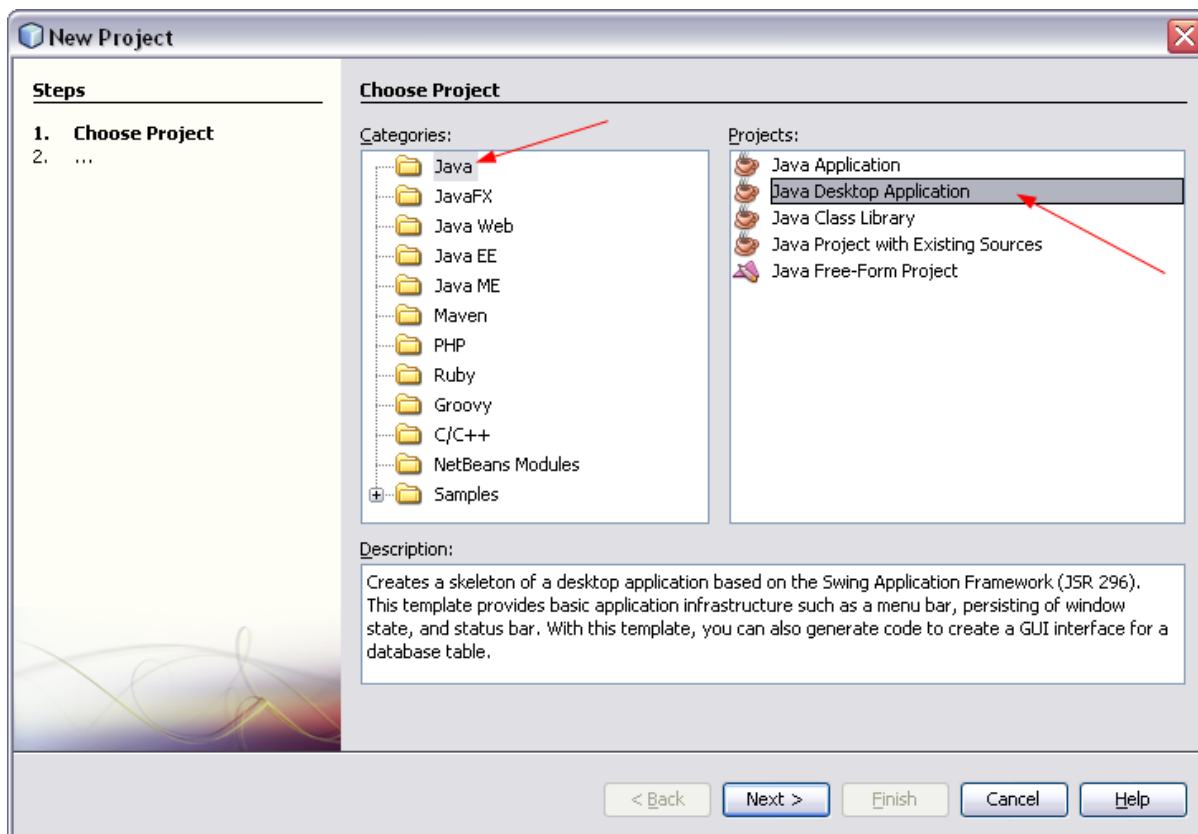 New Project
Steps
1. Choose Project
2. ...
Choose Project
Categories:
Java
JavaFX
Java Web
Java EE
Java ME
Maven
PHP
Ruby
Groovy
C/C++
NetBeans Modules
Samples
Projects:
Java Application
Java Desktop Application
Java Class Library
Java Project with Existing Sources
Java Free-Form Project
Description:
Creates a skeleton of a desktop application based on the Swing Application Framework (JSR 296).
This template provides basic application infrastructure such as a menu bar, persisting of window
state, and status bar. With this template, you can also generate code to create a GUI interface for a
database table.
< Back
Next >
Finish
Cancel
Help